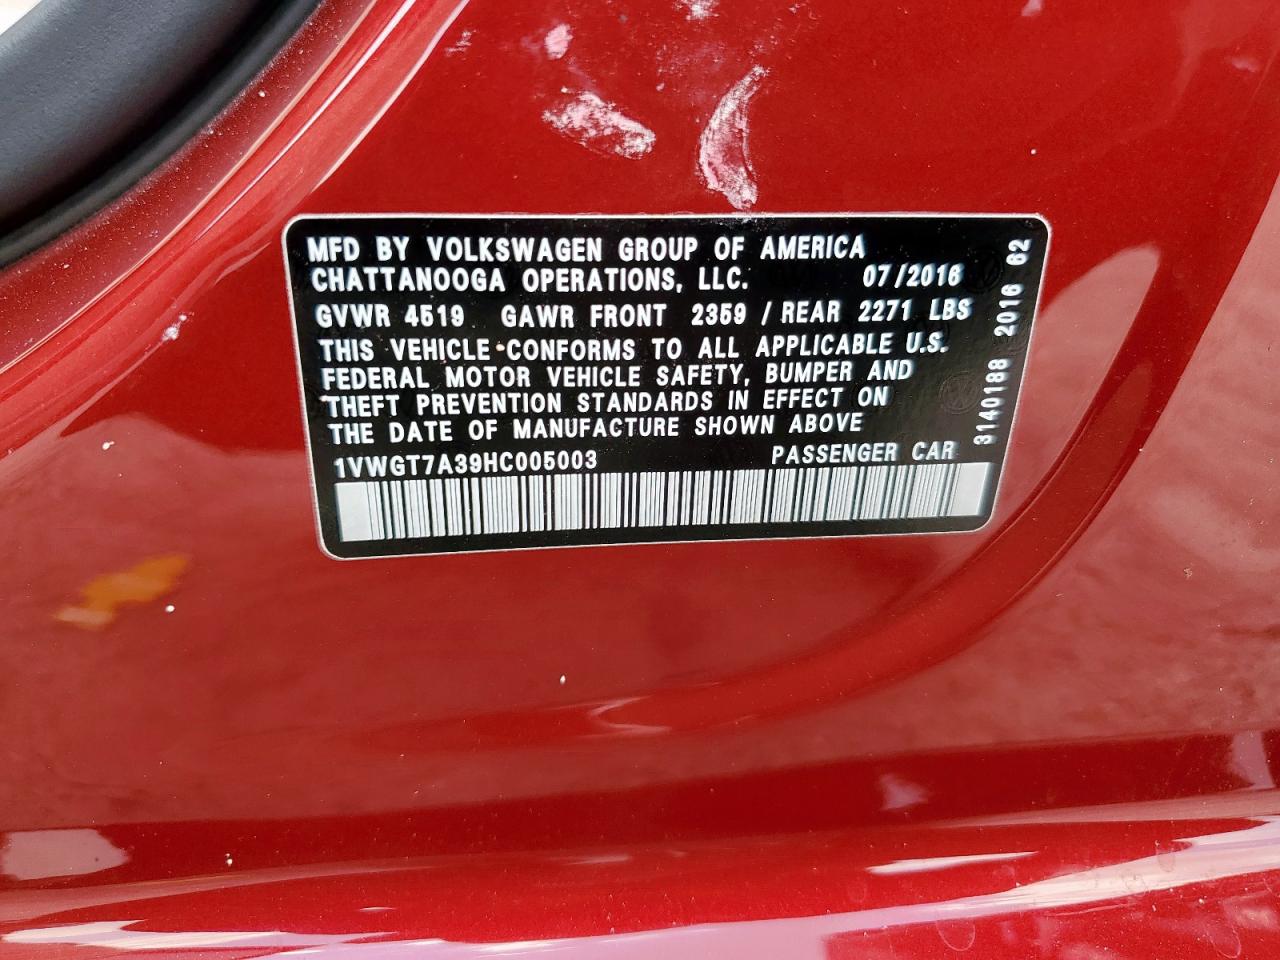 MFD BY VOLKSWAGEN GROUP OF AMERICA
CHATTANOOGA OPERATIONS, LLC. 07/2016
GVWR 4519 GAWR FRONT 2359 / REAR 2271 LBS
THIS VEHICLE CONFORMS TO ALL APPLICABLE U.S.
FEDERAL MOTOR VEHICLE SAFETY, BUMPER AND
THEFT PREVENTION STANDARDS IN EFFECT ON
THE DATE OF MANUFACTURE SHOWN ABOVE
1VWGT7A39HC005003 PASSENGER CAR
3140188 2016 62